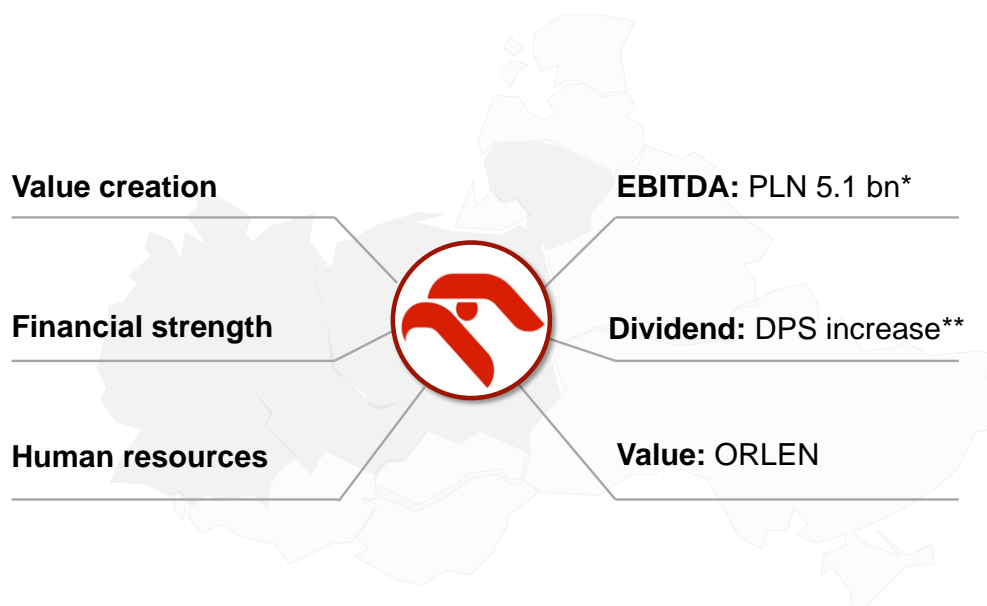 Value creation
EBITDA: PLN 5.1 bn*
Financial strength
Dividend: DPS increase**
Human resources
Value: ORLEN